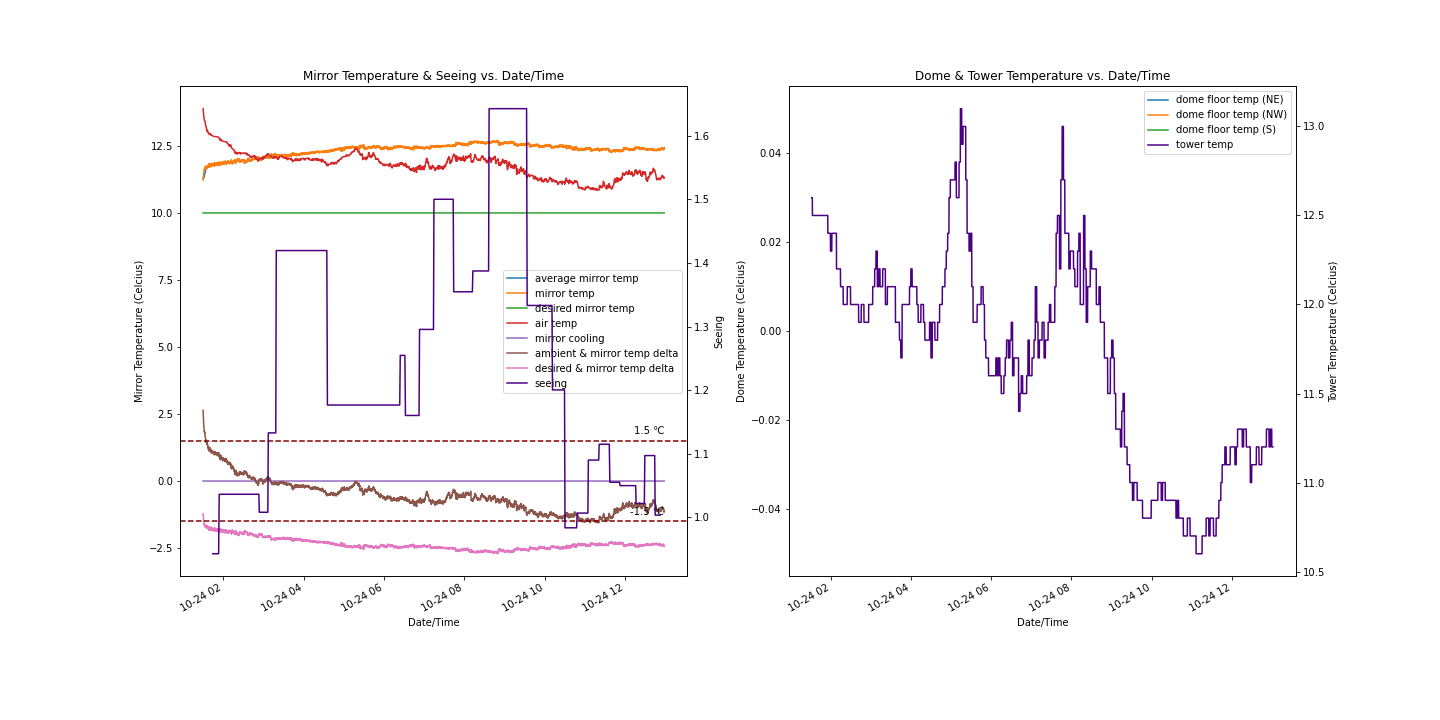 Mirror Temperature & Seeing vs. Date/Time
Mirror Temperature (Celcius)
12.5
10.0
7.5
5.0
2.5
0.0
−2.5
1.6
1.5
1.4
1.3
1.2
1.1
1.0
Seeing
average mirror temp
mirror temp
desired mirror temp
air temp
mirror cooling
ambient & mirror temp delta
desired & mirror temp delta
seeing
1.5 °C
-1.5 °C
10-24 02
10-24 04
10-24 06
10-24 08
10-24 10
10-24 12
Date/Time
Dome & Tower Temperature vs. Date/Time
Dome Temperature (Celcius)
0.04
0.02
0.00
−0.02
−0.04
dome floor temp (NE)
dome floor temp (NW)
dome floor temp (S)
tower temp
13.0
12.5
12.0
11.5
11.0
10.5
Tower Temperature (Celcius)
10-24 02
10-24 04
10-24 06
10-24 08
10-24 10
10-24 12
Date/Time